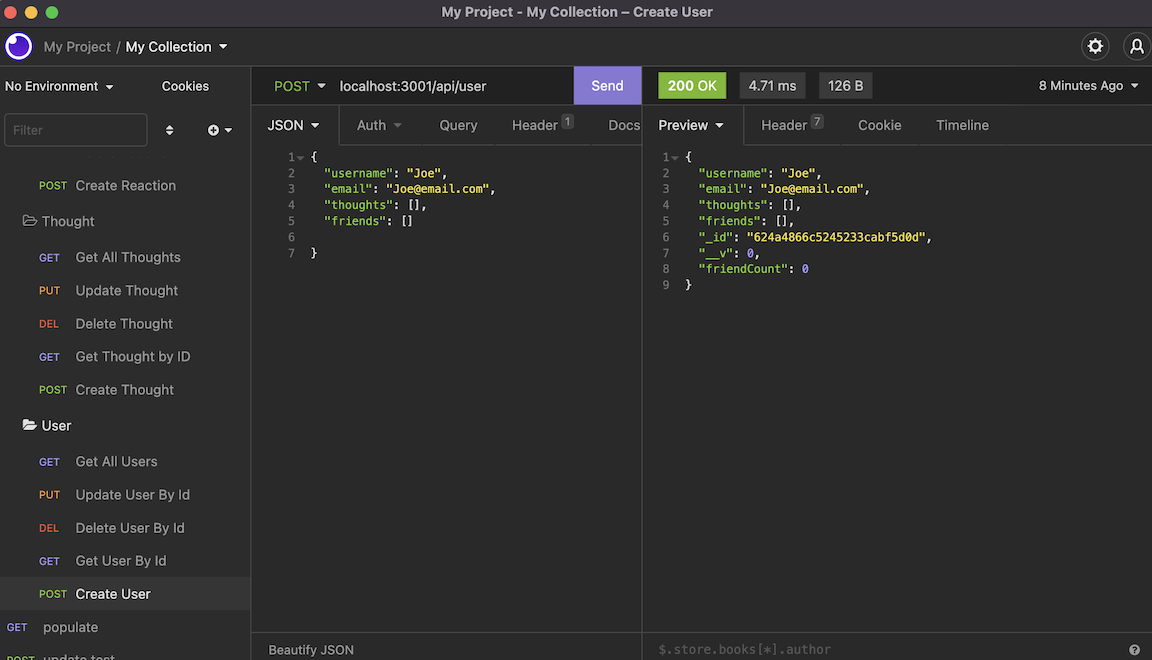 My Project - My Collection – Create User
My Project / My Collection
No Environment
Cookies
POST
localhost:3001/api/user
Send
200 OK
4.71 ms
126 B
8 Minutes Ago
Filter
JSON
Auth
Query
Header 1
Docs
Preview
Header 7
Cookie
Timeline
POST Create Reaction
Thought
GET Get All Thoughts
PUT Update Thought
DEL Delete Thought
GET Get Thought by ID
POST Create Thought
User
GET Get All Users
PUT Update User By Id
DEL Delete User By Id
GET Get User By Id
POST Create User
GET populate
POST update test
1 {
2 "username": "Joe",
3 "email": "Joe@email.com",
4 "thoughts": [],
5 "friends": []
6
7 }
Beautify JSON
1 {
2 "username": "Joe",
3 "email": "Joe@email.com",
4 "thoughts": [],
5 "friends": [],
6 "_id": "624a4866c5245233cabf5d0d",
7 "__v": 0,
8 "friendCount": 0
9 }
$.store.books[*].author
?